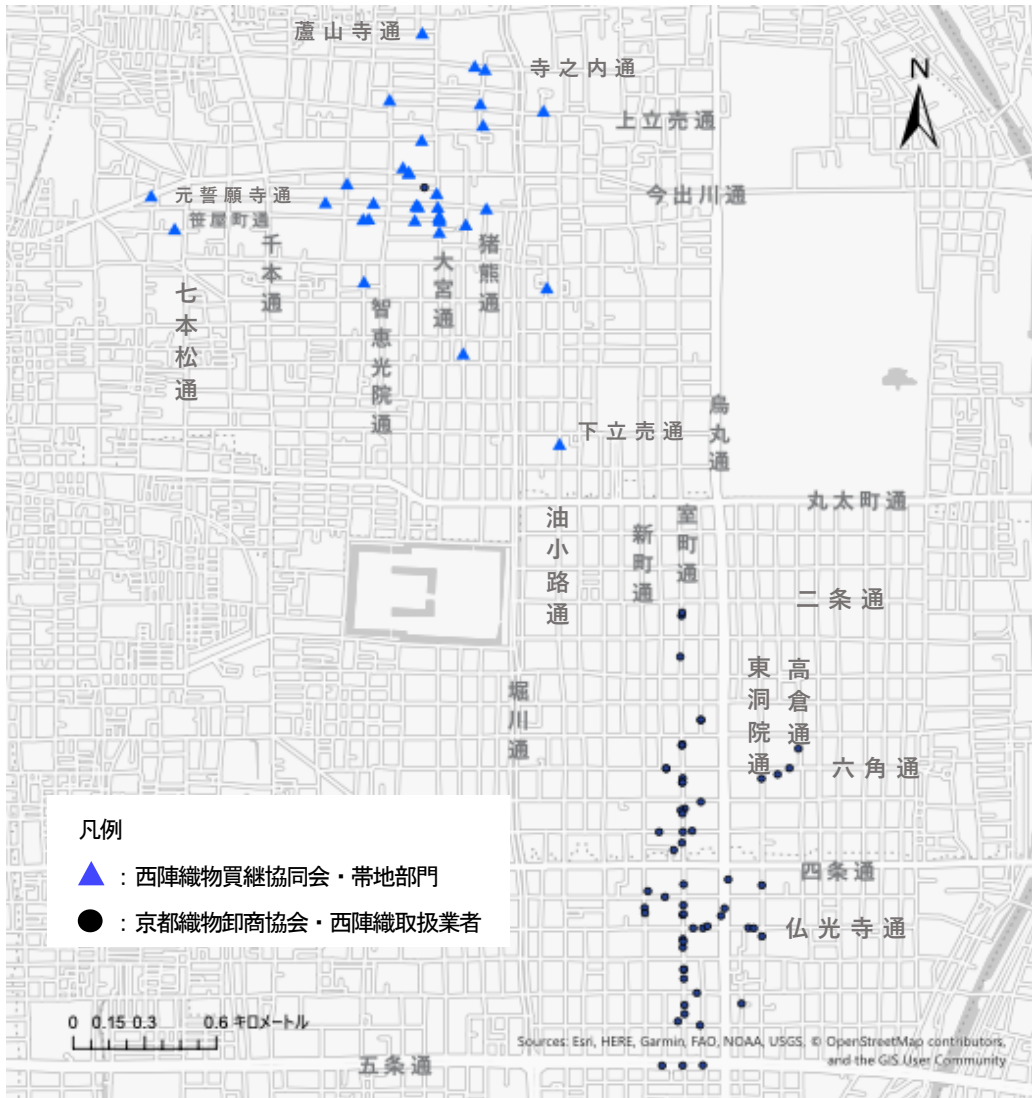 蘆山寺通
寺之内通
N
上立売通
今出川通
元誓願寺通
笹屋町通
千本通
大宮通
猪熊通
七本松通
智恵光院通
烏丸通
下立売通
丸太町通
室町通
新町通
油小路通
二条通
東洞院通
高倉通
堀川通
六角通
凡例
：西陣織物買継協同会・帯地部門
：京都織物卸商協会・西陣織取扱業者
四条通
仏光寺通
0 0.15 0.3 0.6 キロメートル
Sources: Esri, HERE, Garmin, FAO, NOAA, USGS, © OpenStreetMap contributors,
and the GIS User Community
五条通